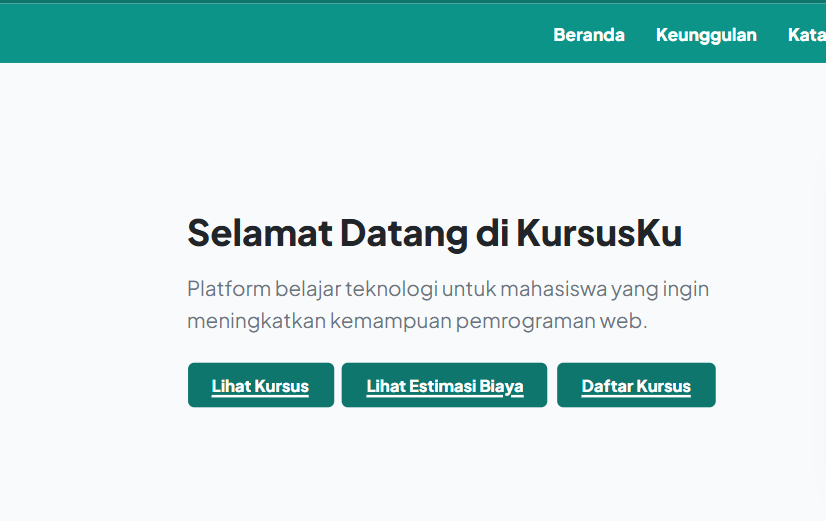 Beranda Keunggulan
Selamat Datang di KursusKu
Platform belajar teknologi untuk mahasiswa yang ingin
meningkatkan kemampuan pemrograman web.
Lihat Kursus Lihat Estimasi Biaya Daftar Kursus